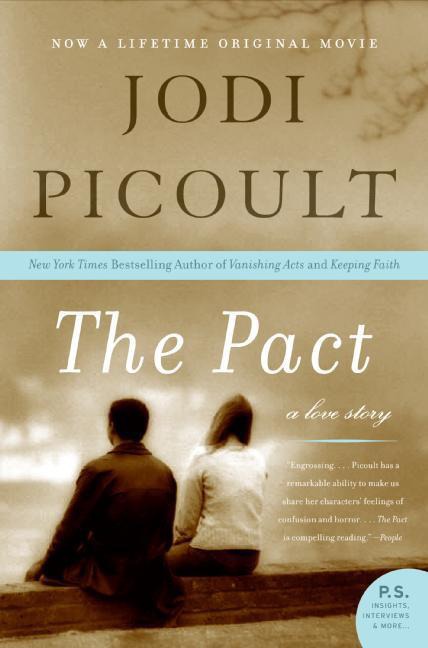 NOW A LIFETIME ORIGINAL MOVIE
JODI
PICOULT
New York Times Bestselling Author of Vanishing Acts and Keeping Faith
The Pact
a love story
"Engrossing. . . . Picoult has a
remarkable ability to make us
share her characters' feelings of
confusion and horror. . . . The Pact
is compelling reading."—People
P.S.
INSIGHTS,
INTERVIEWS
& MORE...